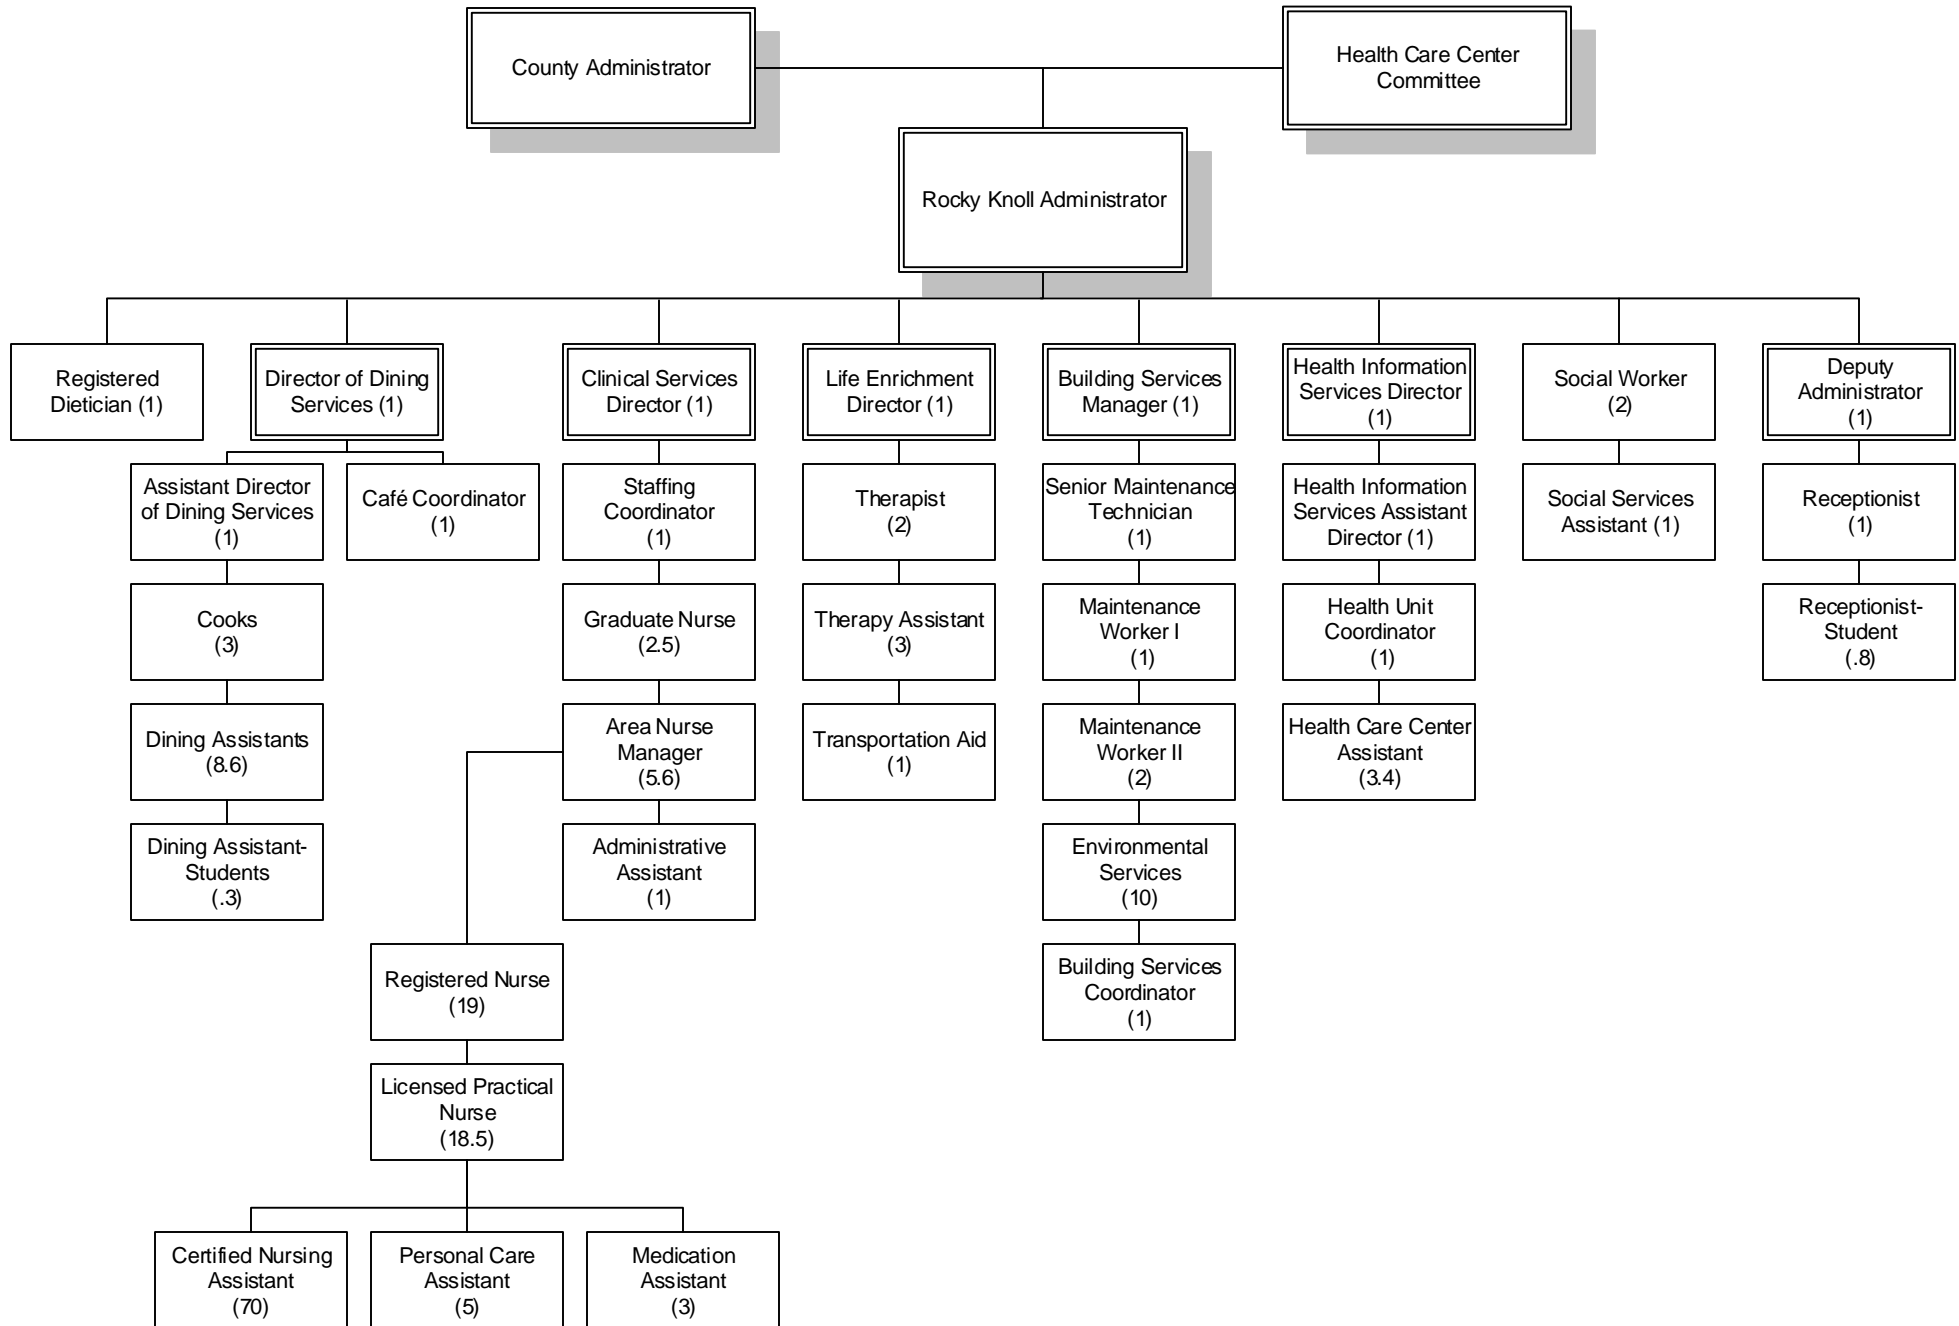 County Administrator
Health Care Center
Committee
Rocky Knoll Administrator
Registered
Dietician (1)
Director of Dining
Services (1)
Clinical Services
Director (1)
Life Enrichment
Director (1)
Building Services
Manager (1)
Health Information
Services Director
(1)
Social Worker
(2)
Deputy
Administrator
(1)
Assistant Director
of Dining Services
(1)
Café Coordinator
(1)
Staffing
Coordinator
(1)
Therapist
(2)
Senior Maintenance
Technician
(1)
Health Information
Services Assistant
Director (1)
Social Services
Assistant (1)
Receptionist
(1)
Cooks
(3)
Graduate Nurse
(2.5)
Therapy Assistant
(3)
Maintenance
Worker I
(1)
Health Unit
Coordinator
(1)
Receptionist-
Student
(.8)
Dining Assistants
(8.6)
Area Nurse
Manager
(5.6)
Transportation Aid
(1)
Maintenance
Worker II
(2)
Health Care Center
Assistant
(3.4)
Dining Assistant-
Students
(.3)
Administrative
Assistant
(1)
Environmental
Services
(10)
Registered Nurse
(19)
Building Services
Coordinator
(1)
Licensed Practical
Nurse
(18.5)
Certified Nursing
Assistant
(70)
Personal Care
Assistant
(5)
Medication
Assistant
(3)